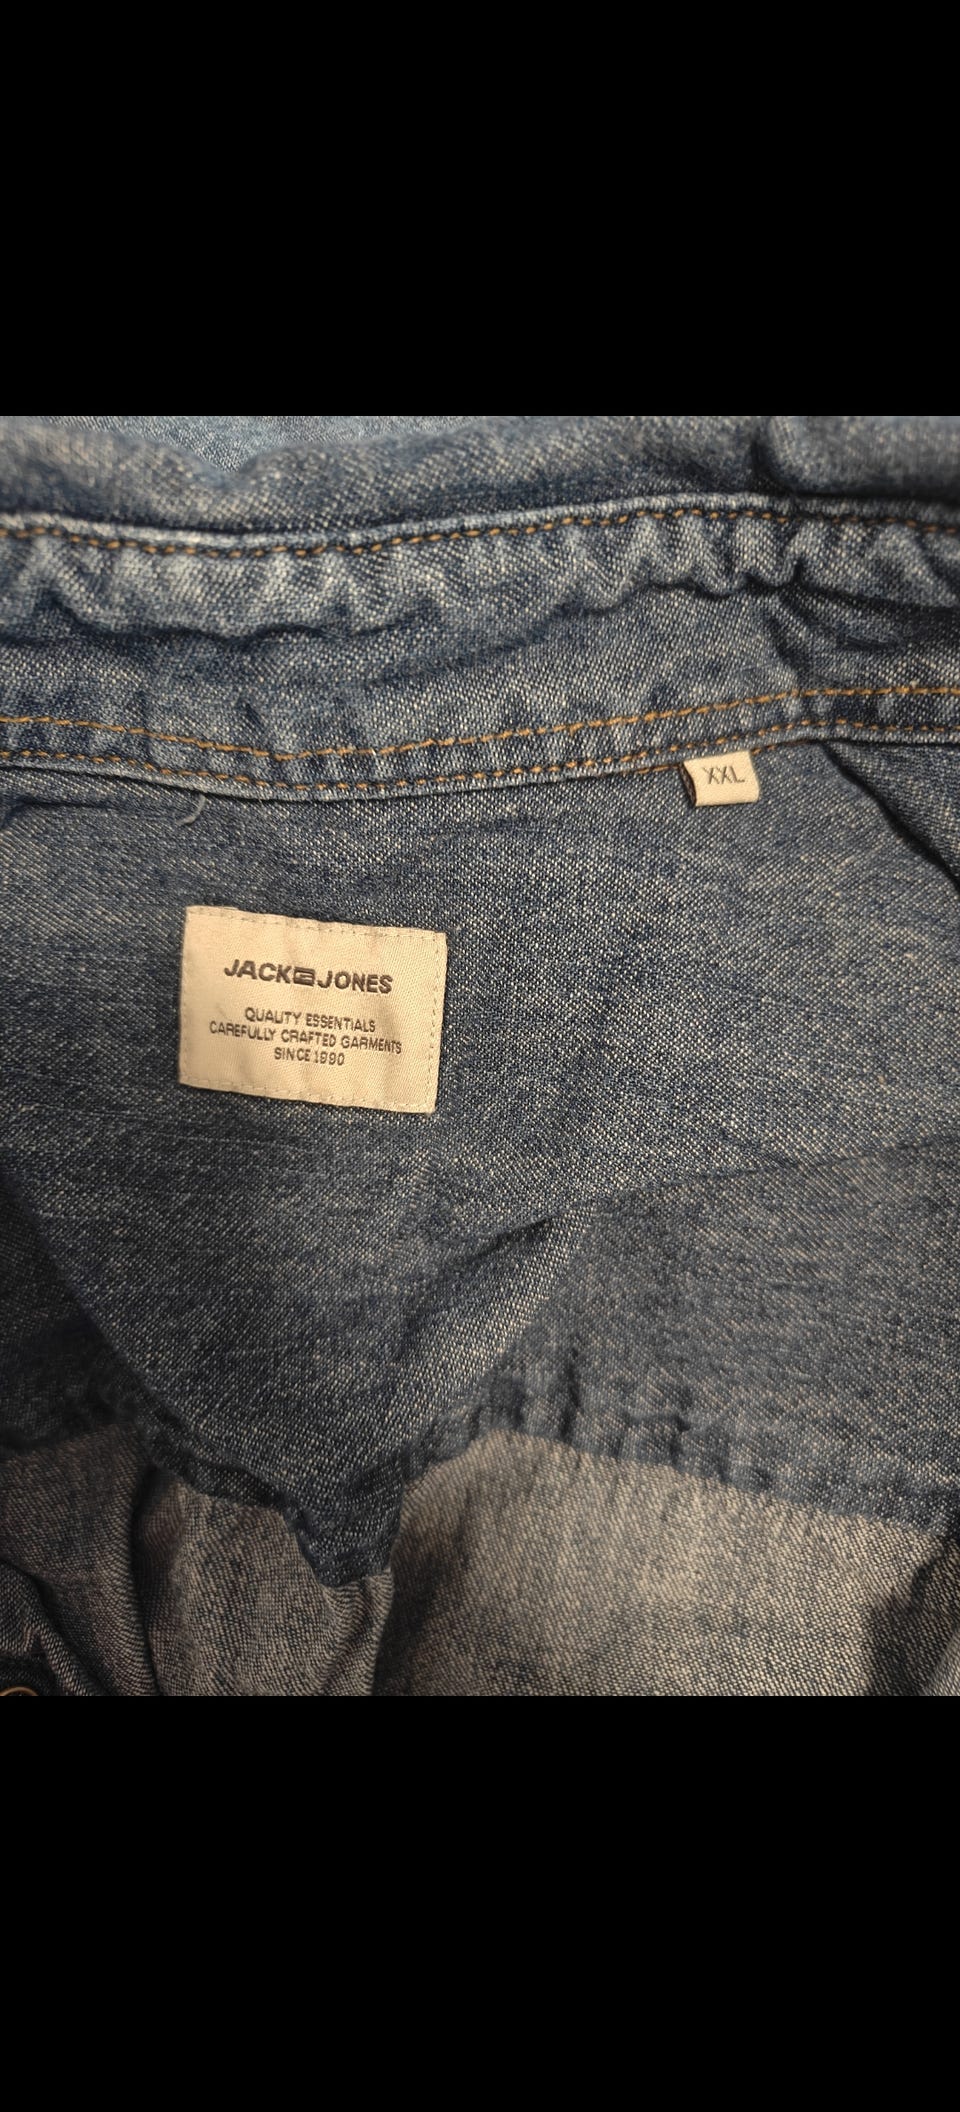 XXL
JACK&JONES
QUALITY ESSENTIALS
CAREFULLY CRAFTED GARMENTS
SINCE 1990